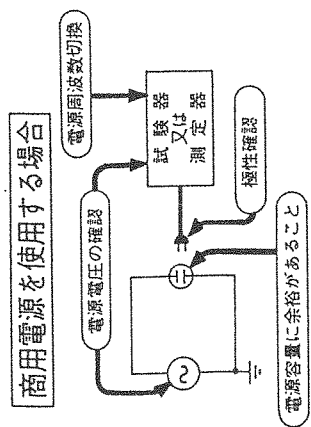 商用電源を使用する場合
電源周波数切換
電源電圧の確認
試験器
又は
測定器
極性確認
電源容量に余裕があること